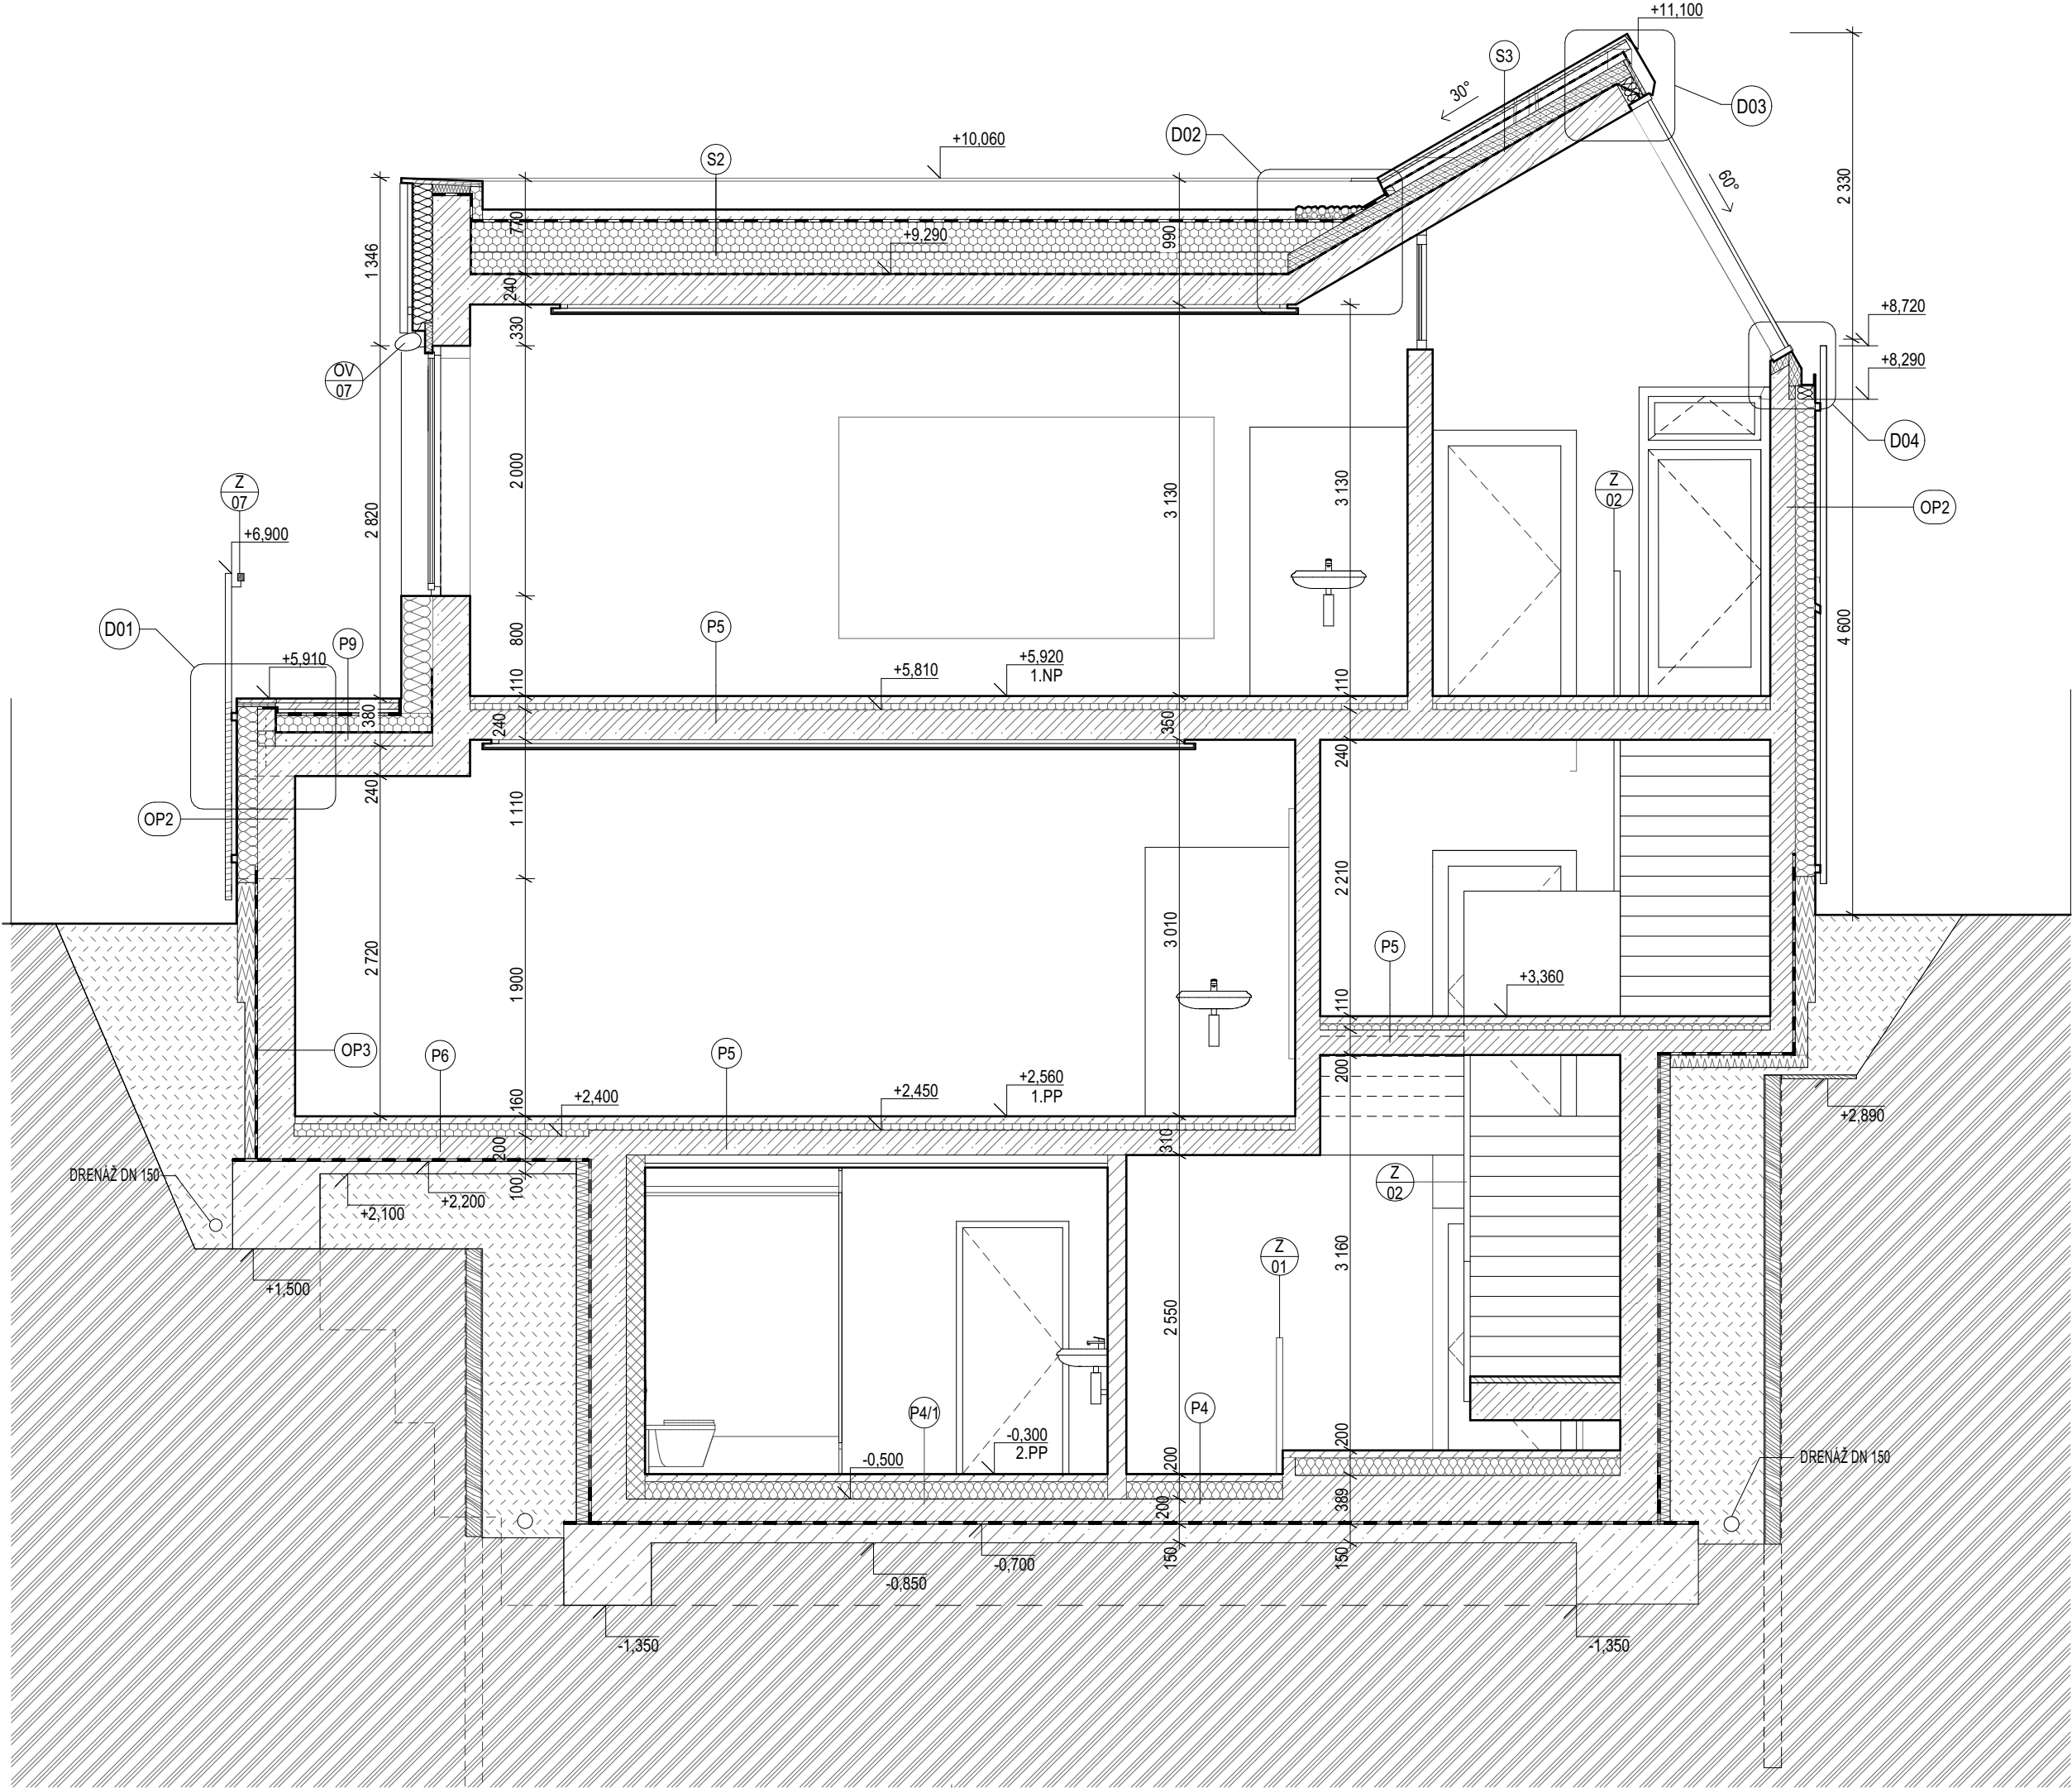 +11,100
S3
30°
D03
D02
+10,060
S2
60°
2 330
770
990
1 346
+9,290
240
330
+8,720
+8,290
OV
07
D04
2 000
Z
07
3 130
3 130
Z
02
OP2
2 820
+6,900
D01
P9
800
P5
4 600
+5,910
110
+5,810
+5,920
1.NP
110
380
240
350
240
OP2
240
1 110
2 210
2 720
3 010
1 900
P5
110
+3,360
OP3
P6
P5
200
160
+2,400
+2,450
+2,560
1.PP
+2,890
200
310
DRENÁŽ DN 150
100
+2,100
+2,200
Z
02
Z
01
3 160
+1,500
2 550
P4/1
P4
-0,300
2.PP
-0,500
200
200
DRENÁŽ DN 150
200
389
150
150
-0,700
-0,850
-1,350
-1,350